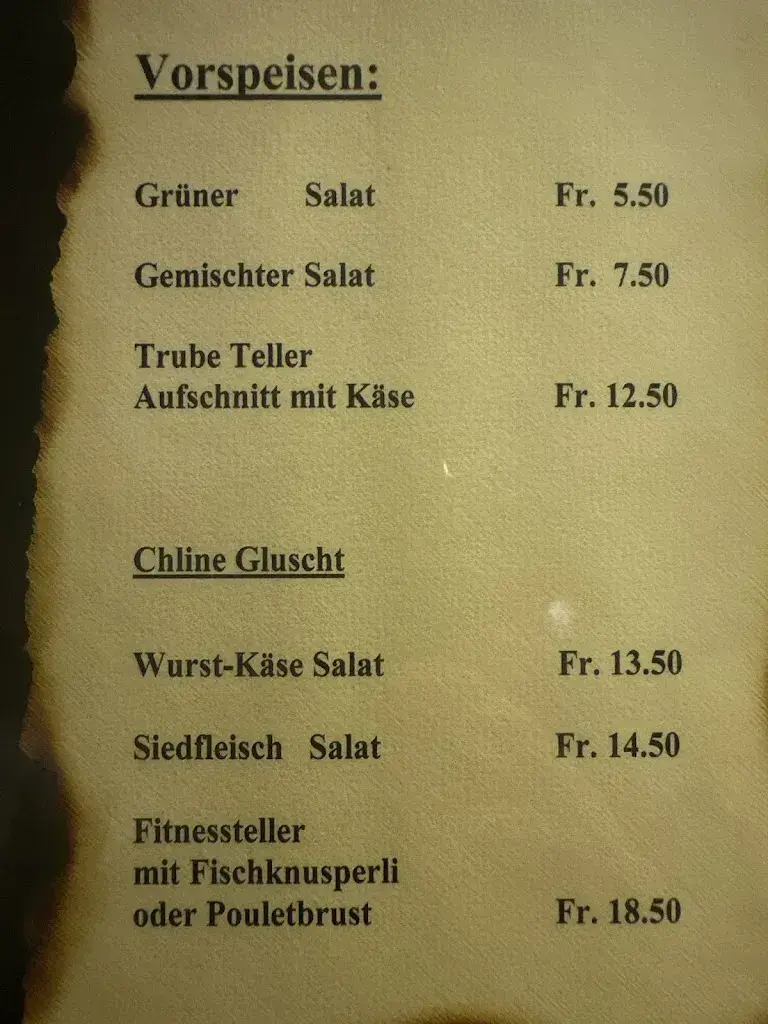 Vorspeisen:
Grüner Salat Fr. 5.50
Gemischter Salat Fr. 7.50
Trube Teller
Aufschnitt mit Käse Fr. 12.50
Chline Gluscht
Wurst-Käse Salat Fr. 13.50
Siedfleisch Salat Fr. 14.50
Fitnessteller
mit Fischknusperli
oder Pouletbrust Fr. 18.50